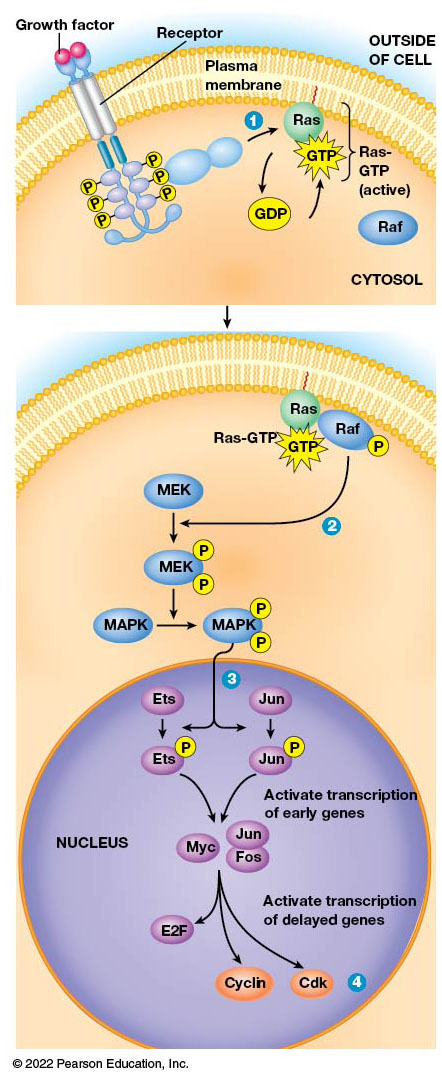 Growth factor
Receptor
OUTSIDE
OF CELL
Plasma
membrane
1
Ras
GTP
Ras-
GTP
(active)
P
P
P
P
P
P
GDP
Raf
CYTOSOL
Ras
Raf
Ras-GTP
GTP
P
MEK
2
P
MEK
P
P
MAPK
MAPK
P
3
Ets
Jun
P
P
Ets
Jun
Activate transcription
of early genes
NUCLEUS
Myc
Jun
Fos
Activate transcription
of delayed genes
E2F
Cyclin
Cdk
4
© 2022 Pearson Education, Inc.